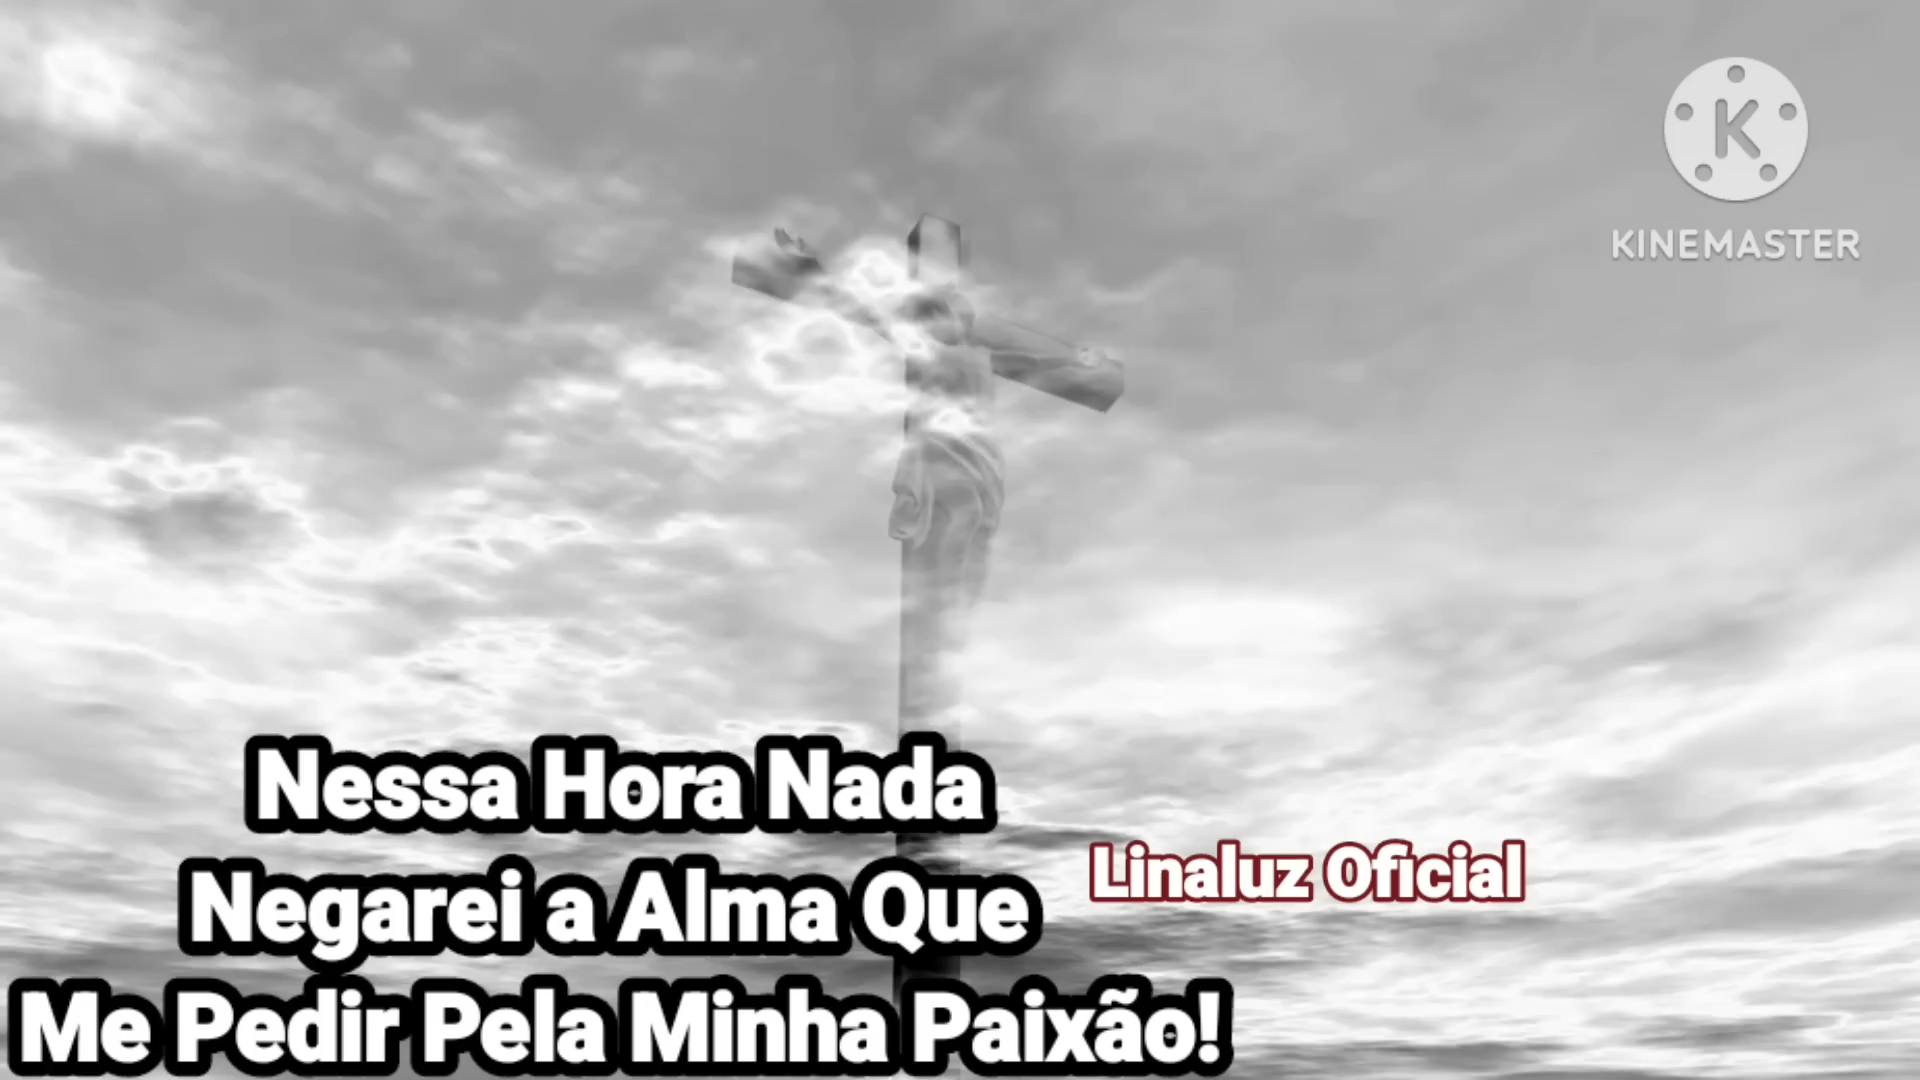 KINEMASTER
Nessa Hora Nada
Negarei a Alma Que
Me Pedir Pela Minha Paixão!
Linaluz Oficial